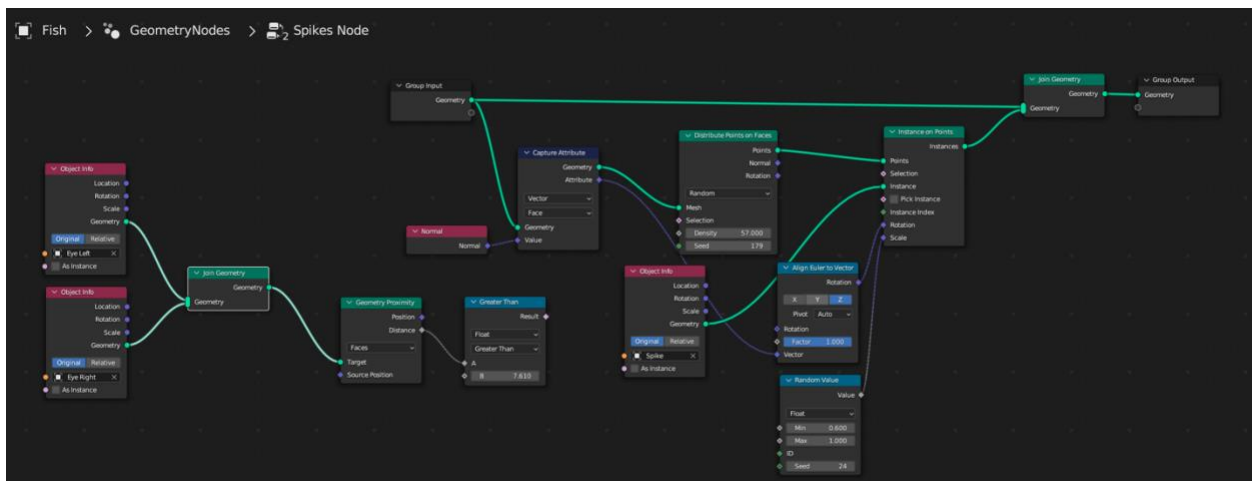 Fish > GeometryNodes > 2 Spikes Node
Group Input
Geometry
Join Geometry
Geometry
Geometry
Group Output
Geometry
Object Info
Location
Rotation
Scale
Geometry
Original Relative
Eye Left
As Instance
Object Info
Location
Rotation
Scale
Geometry
Original Relative
Eye Right
As Instance
Join Geometry
Geometry
Geometry
Geometry Proximity
Position
Distance
Faces
Target
Source Position
Greater Than
Result
Float
Greater Than
A
B 7.610
Normal
Normal
Capture Attribute
Geometry
Attribute
Vector
Face
Geometry
Value
Distribute Points on Faces
Points
Normal
Rotation
Random
Mesh
Selection
Density 57.000
Seed 179
Object Info
Location
Rotation
Scale
Geometry
Original Relative
Spike
As Instance
Align Euler to Vector
Rotation
X Y Z
Pivot Auto
Rotation
Factor 1.000
Vector
Random Value
Value
Float
Min 0.600
Max 1.000
ID
Seed 24
Instance on Points
Instances
Points
Selection
Instance
Pick Instance
Instance Index
Rotation
Scale